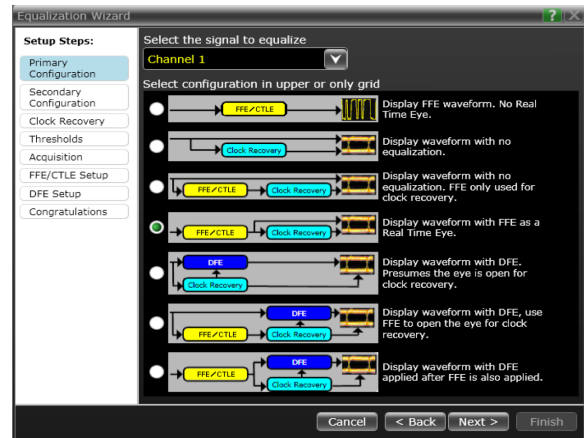 Equalization Wizard
? X
Setup Steps:
Primary
Configuration
Secondary
Configuration
Clock Recovery
Thresholds
Acquisition
FFE/CTLE Setup
DFE Setup
Congratulations
Select the signal to equalize
Channel 1
Select configuration in upper or only grid
FFE/CTLE
Display FFE waveform. No Real
Time Eye.
Clock Recovery
Display waveform with no
equalization.
FFE/CTLE
Clock Recovery
Display waveform with no
equalization. FFE only used for
clock recovery.
FFE/CTLE
Clock Recovery
Display waveform with FFE as a
Real Time Eye.
DFE
Clock Recovery
Display waveform with DFE.
Presumes the eye is open for
clock recovery.
DFE
FFE/CTLE
Clock Recovery
Display waveform with DFE, use
FFE to open the eye for clock
recovery.
DFE
FFE/CTLE
Clock Recovery
Display waveform with DFE
applied after FFE is also applied.
Cancel
< Back
Next >
Finish